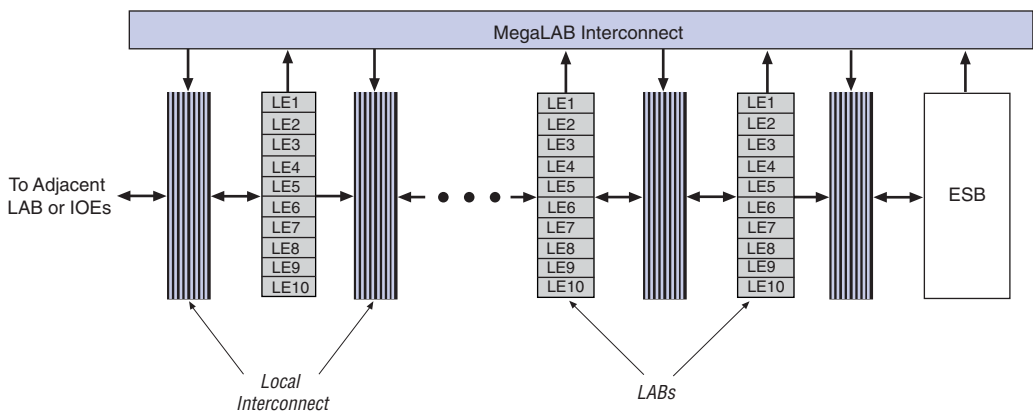 MegaLAB Interconnect
LE1
LE2
LE3
LE4
LE5
LE6
LE7
LE8
LE9
LE10
LE1
LE2
LE3
LE4
LE5
LE6
LE7
LE8
LE9
LE10
LE1
LE2
LE3
LE4
LE5
LE6
LE7
LE8
LE9
LE10
To Adjacent
LAB or IOEs
ESB
Local
Interconnect
LABs